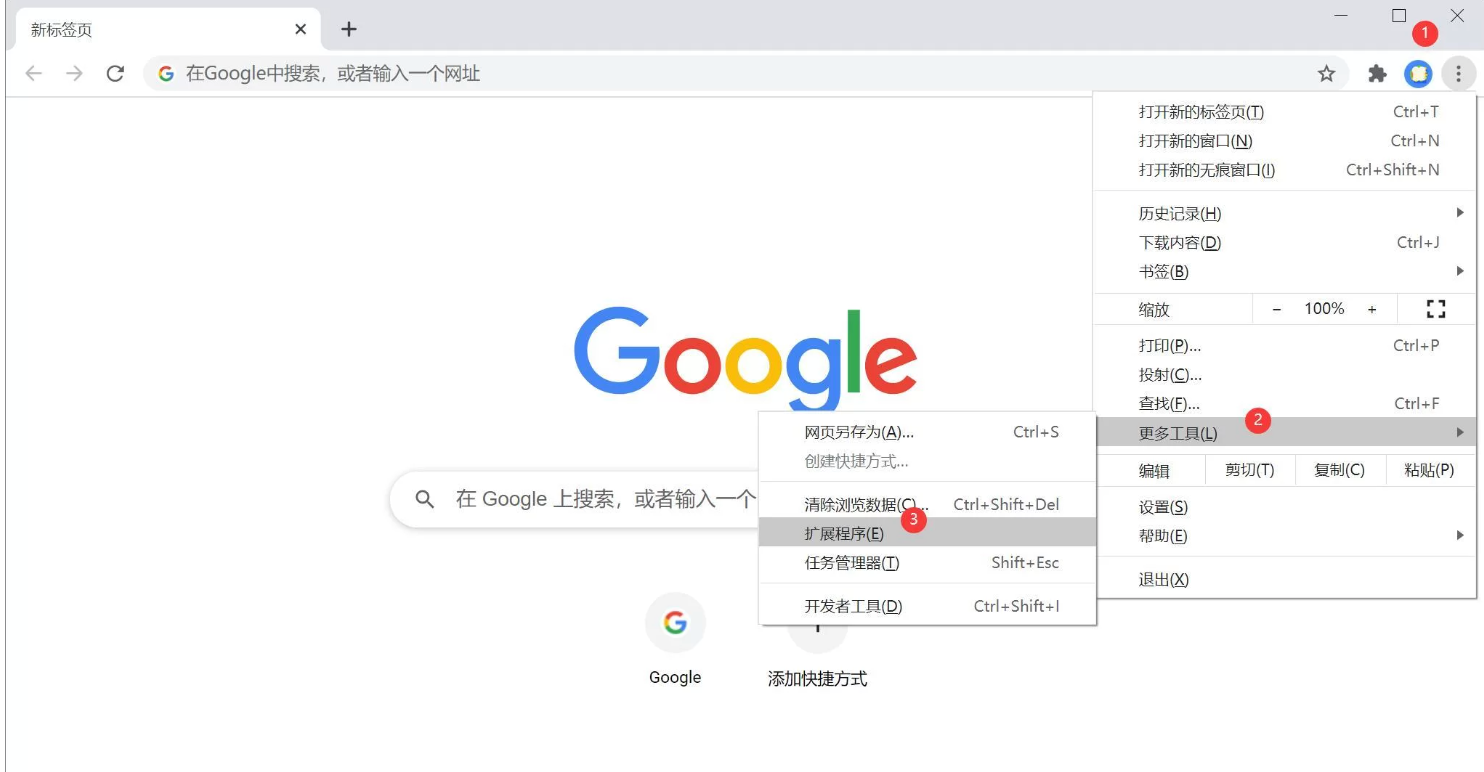 新标签页
1
在Google中搜索，或者输入一个网址
打开新的标签页(T) Ctrl+T
打开新的窗口(N) Ctrl+N
打开新的无痕窗口(I) Ctrl+Shift+N
历史记录(H)
下载内容(D) Ctrl+J
书签(B)
缩放 - 100% +
打印(P)... Ctrl+P
投射(C)...
查找(F)... Ctrl+F
更多工具(L) 2
编辑 剪切(T) 复制(C) 粘贴(P)
设置(S)
帮助(E)
退出(X)
Google
网页另存为(A)... Ctrl+S
创建快捷方式...
清除浏览数据(C)... Ctrl+Shift+Del
扩展程序(E) 3
任务管理器(T) Shift+Esc
开发者工具(D) Ctrl+Shift+I
在 Google 上搜索，或者输入一个
Google
添加快捷方式